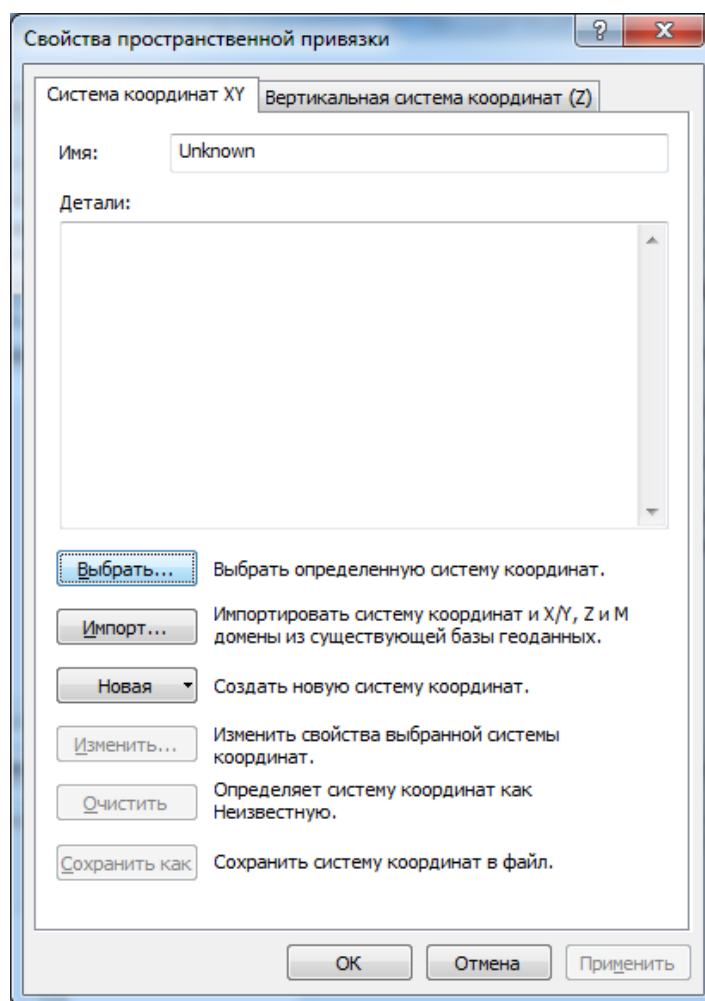 Свойства пространственной привязки
?
Система координат XY
Вертикальная система координат (Z)
Имя:
Unknown
Детали:
Выбрать...
Выбрать определенную систему координат.
Импорт...
Импортировать систему координат и X/Y, Z и M
домены из существующей базы геоданных.
Новая
Создать новую систему координат.
Изменить...
Изменить свойства выбранной системы
координат.
Очистить
Определяет систему координат как
Неизвестную.
Сохранить как
Сохранить систему координат в файл.
OK
Отмена
Применить